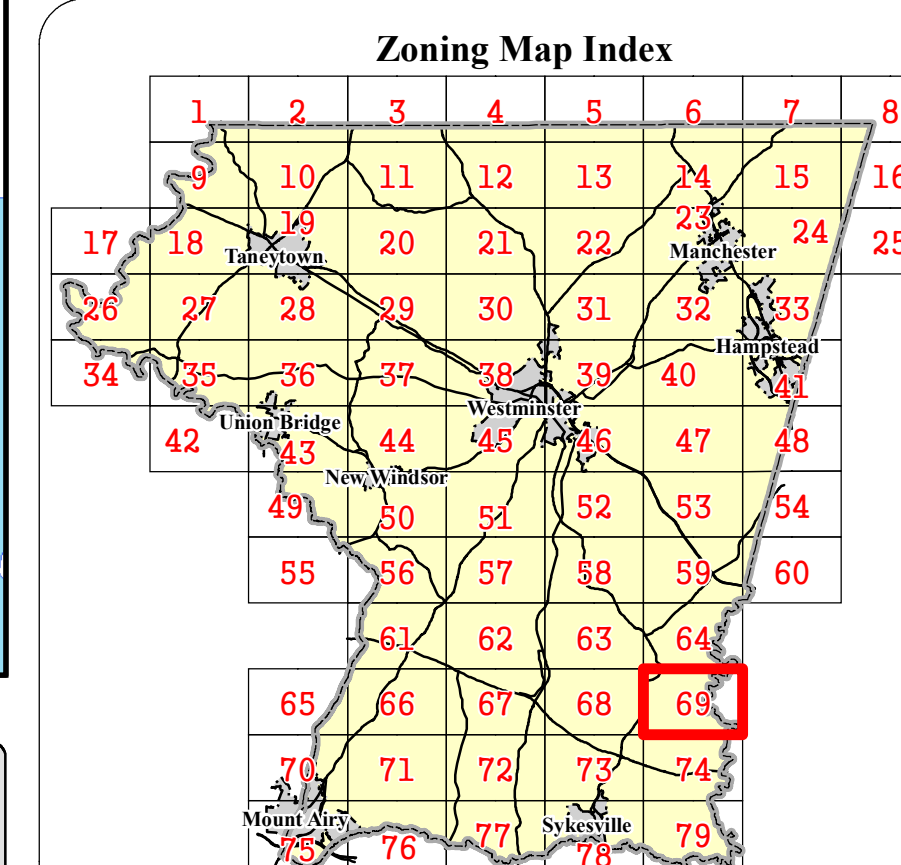 Zoning Map Index
1 2 3 4 5 6 7 8
9 10 11 12 13 14 15 16
17 18 19 20 21 22 23 24 25
Taneytown
Manchester
26 27 28 29 30 31 32 33
Hampstead
34 35 36 37 38 39 40 41
Westminster
Union Bridge
42 43 44 45 46 47 48
New Windsor
49 50 51 52 53 54
55 56 57 58 59 60
61 62 63 64
65 66 67 68 69
70 71 72 73 74
Mount Airy
Sykesville
75 76 77 78 79